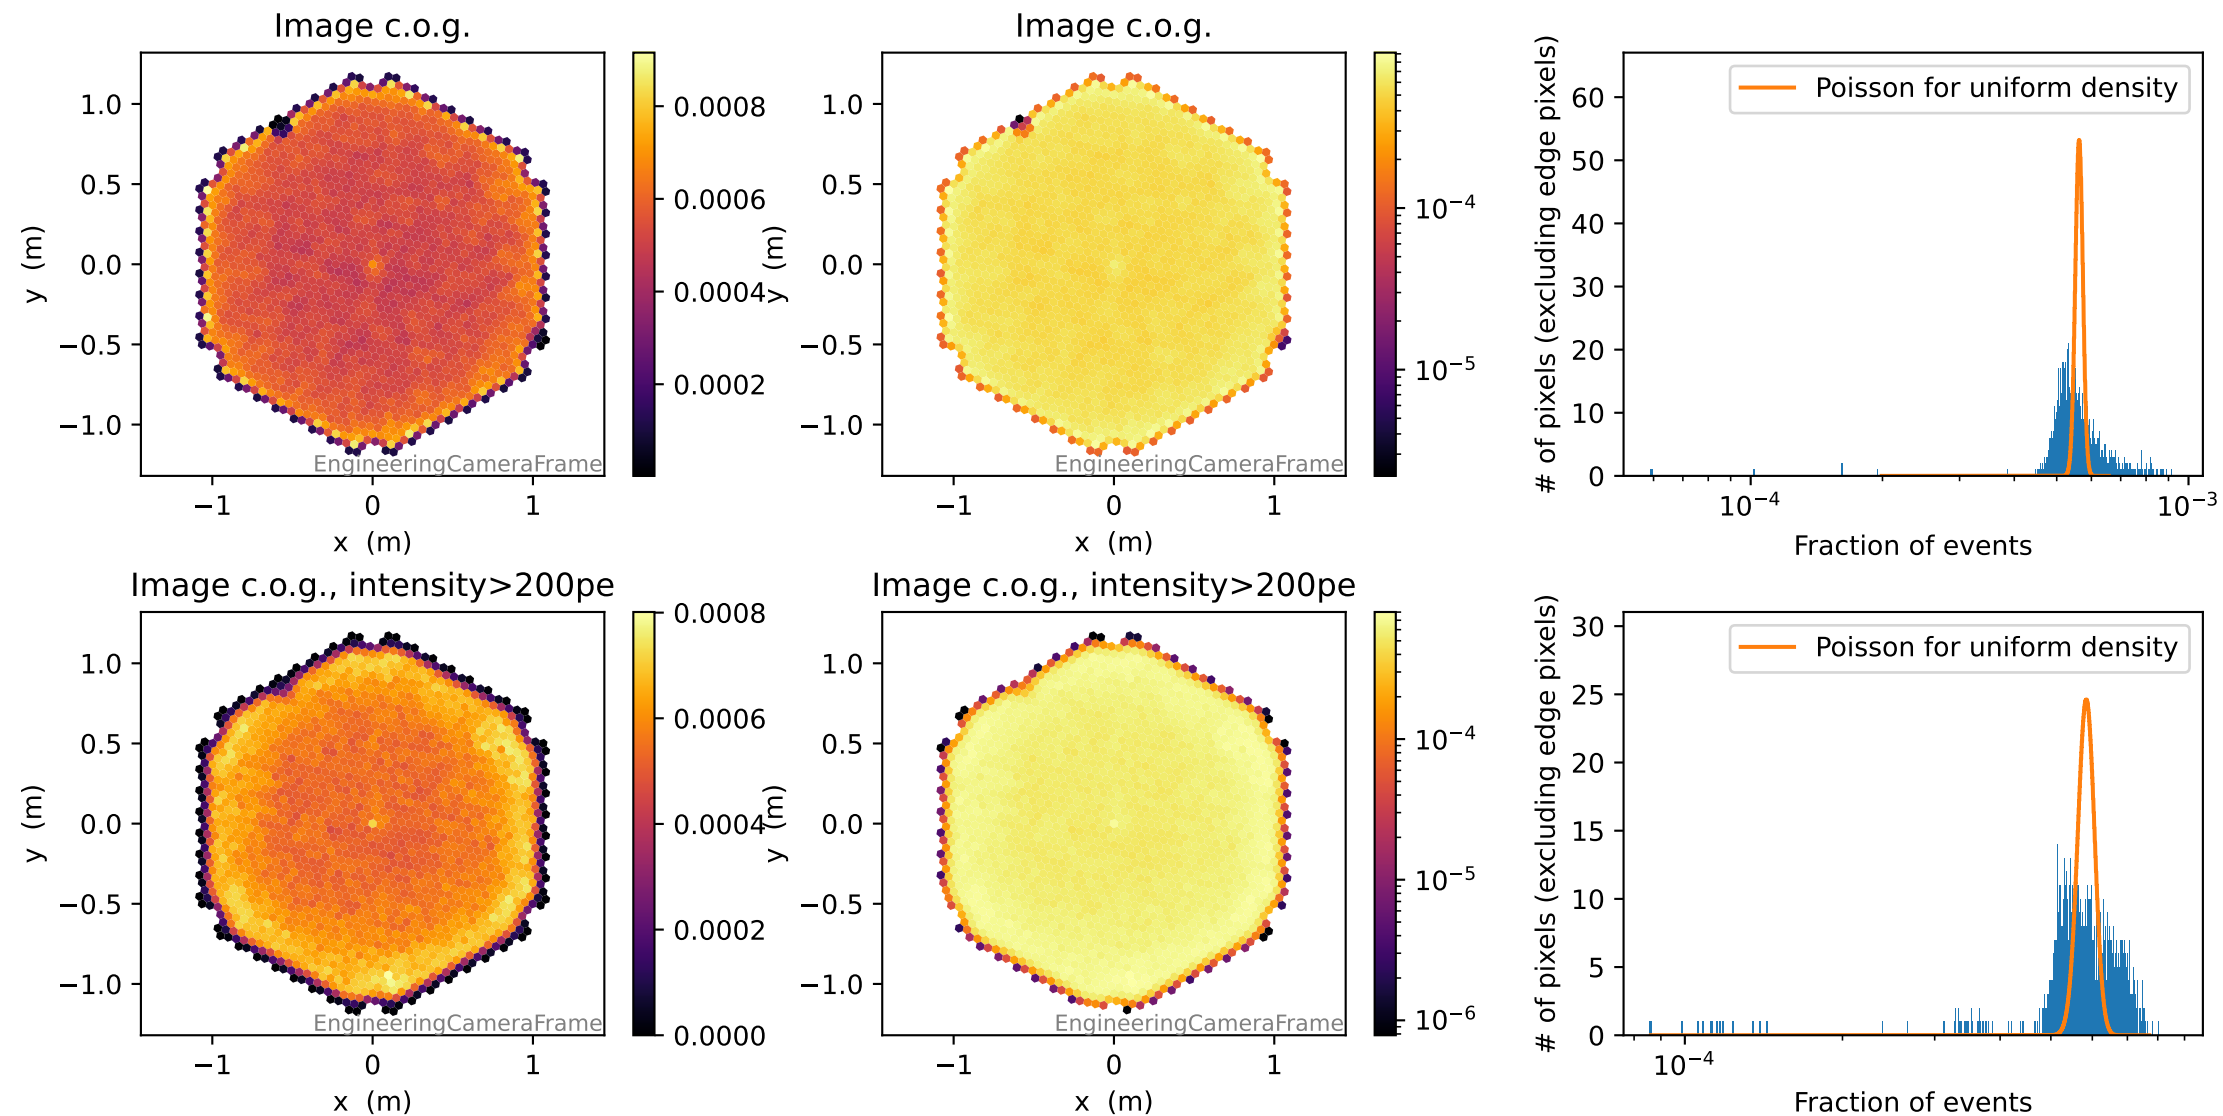 Image c.o.g.
1.0
0.5
0.0
−0.5
−1.0
y (m)
EngineeringCameraFrame
−1 0 1
x (m)
0.0008
0.0006
0.0004
0.0002
Image c.o.g.
1.0
0.5
0.0
−0.5
−1.0
y (m)
EngineeringCameraFrame
−1 0 1
x (m)
10⁻⁴
10⁻⁵
# of pixels (excluding edge pixels)
60
50
40
30
20
10
0
Poisson for uniform density
10⁻⁴ 10⁻³
Fraction of events
Image c.o.g., intensity>200pe
1.0
0.5
0.0
−0.5
−1.0
y (m)
EngineeringCameraFrame
−1 0 1
x (m)
0.0008
0.0006
0.0004
0.0002
0.0000
Image c.o.g., intensity>200pe
1.0
0.5
0.0
−0.5
−1.0
y (m)
EngineeringCameraFrame
−1 0 1
x (m)
10⁻⁴
10⁻⁵
10⁻⁶
# of pixels (excluding edge pixels)
30
25
20
15
10
5
0
Poisson for uniform density
10⁻⁴
Fraction of events